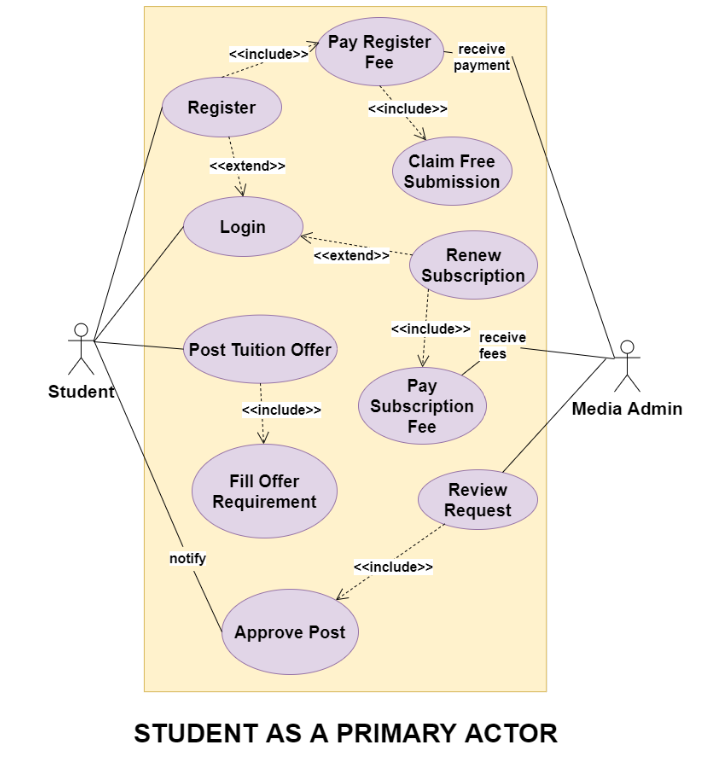 Pay Register
Fee
<<include>>
receive
payment
Register
<<include>>
<<extend>>
Claim Free
Submission
Login
<<extend>>
Renew
Subscription
<<include>>
receive
fees
Post Tuition Offer
Student
Media Admin
<<include>>
Pay
Subscription
Fee
Fill Offer
Requirement
Review
Request
notify
<<include>>
Approve Post
STUDENT AS A PRIMARY ACTOR